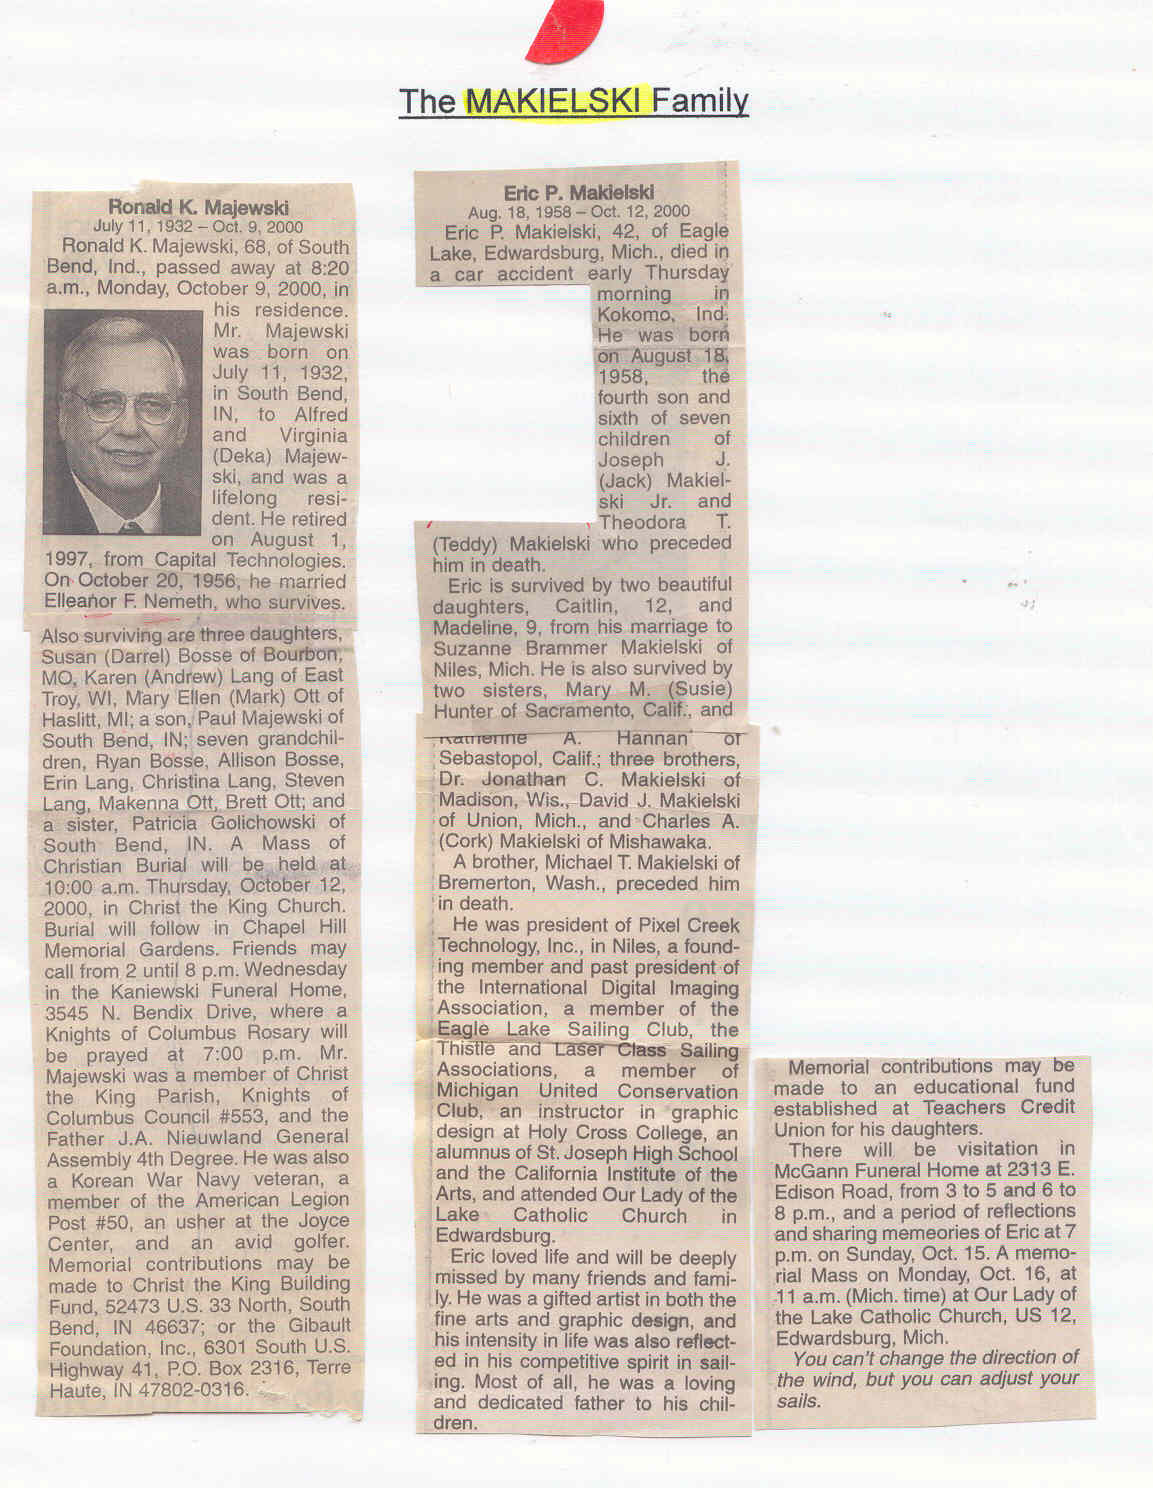 The MAKIELSKI Family
Ronald K. Majewski
July 11, 1932 – Oct. 9, 2000
Ronald K. Majewski, 68, of South
Bend, Ind., passed away at 8:20
a.m., Monday, October 9, 2000, in
his residence.
Mr. Majewski
was born on
July 11, 1932,
in South Bend,
IN, to Alfred
and Virginia
(Deka) Majew-
ski, and was a
lifelong resi-
dent. He retired
on August 1,
1997, from Capital Technologies.
On October 20, 1956, he married
Elleanor F. Nemeth, who survives.
Also surviving are three daughters,
Susan (Darrel) Bosse of Bourbon,
MO, Karen (Andrew) Lang of East
Troy, WI, Mary Ellen (Mark) Ott of
Haslitt, MI; a son, Paul Majewski of
South Bend, IN; seven grandchil-
dren, Ryan Bosse, Allison Bosse,
Erin Lang, Christina Lang, Steven
Lang, Makenna Ott, Brett Ott; and
a sister, Patricia Golichowski of
South Bend, IN. A Mass of
Christian Burial will be held at
10:00 a.m. Thursday, October 12,
2000, in Christ the King Church.
Burial will follow in Chapel Hill
Memorial Gardens. Friends may
call from 2 until 8 p.m. Wednesday
in the Kaniewski Funeral Home,
3545 N. Bendix Drive, where a
Knights of Columbus Rosary will
be prayed at 7:00 p.m. Mr.
Majewski was a member of Christ
the King Parish, Knights of
Columbus Council #553, and the
Father J.A. Nieuwland General
Assembly 4th Degree. He was also
a Korean War Navy veteran, a
member of the American Legion
Post #50, an usher at the Joyce
Center, and an avid golfer.
Memorial contributions may be
made to Christ the King Building
Fund, 52473 U.S. 33 North, South
Bend, IN 46637; or the Gibault
Foundation, Inc., 6301 South U.S.
Highway 41, P.O. Box 2316, Terre
Haute, IN 47802-0316.
Eric P. Makielski
Aug. 18, 1958 – Oct. 12, 2000
Eric P. Makielski, 42, of Eagle
Lake, Edwardsburg, Mich., died in
a car accident early Thursday
morning in
Kokomo, Ind.
He was born
on August 18,
1958, the
fourth son and
sixth of seven
children of
Joseph J.
(Jack) Makiel-
ski Jr. and
Theodora T.
(Teddy) Makielski who preceded
him in death.
Eric is survived by two beautiful
daughters, Caitlin, 12, and
Madeline, 9, from his marriage to
Suzanne Brammer Makielski of
Niles, Mich. He is also survived by
two sisters, Mary M. (Susie)
Hunter of Sacramento, Calif., and
Katherine A. Hannan of
Sebastopol, Calif.; three brothers,
Dr. Jonathan C. Makielski of
Madison, Wis., David J. Makielski
of Union, Mich., and Charles A.
(Cork) Makielski of Mishawaka.
A brother, Michael T. Makielski of
Bremerton, Wash., preceded him
in death.
He was president of Pixel Creek
Technology, Inc., in Niles, a found-
ing member and past president of
the International Digital Imaging
Association, a member of the
Eagle Lake Sailing Club, the
Thistle and Laser Class Sailing
Associations, a member of
Michigan United Conservation
Club, an instructor in graphic
design at Holy Cross College, an
alumnus of St. Joseph High School
and the California Institute of the
Arts, and attended Our Lady of the
Lake Catholic Church in
Edwardsburg.
Eric loved life and will be deeply
missed by many friends and fami-
ly. He was a gifted artist in both the
fine arts and graphic design, and
his intensity in life was also reflect-
ed in his competitive spirit in sail-
ing. Most of all, he was a loving
and dedicated father to his chil-
dren.
Memorial contributions may be
made to an educational fund
established at Teachers Credit
Union for his daughters.
There will be visitation in
McGann Funeral Home at 2313 E.
Edison Road, from 3 to 5 and 6 to
8 p.m., and a period of reflections
and sharing memeories of Eric at 7
p.m. on Sunday, Oct. 15. A memo-
rial Mass on Monday, Oct. 16, at
11 a.m. (Mich. time) at Our Lady of
the Lake Catholic Church, US 12,
Edwardsburg, Mich.
You can't change the direction of
the wind, but you can adjust your
sails.